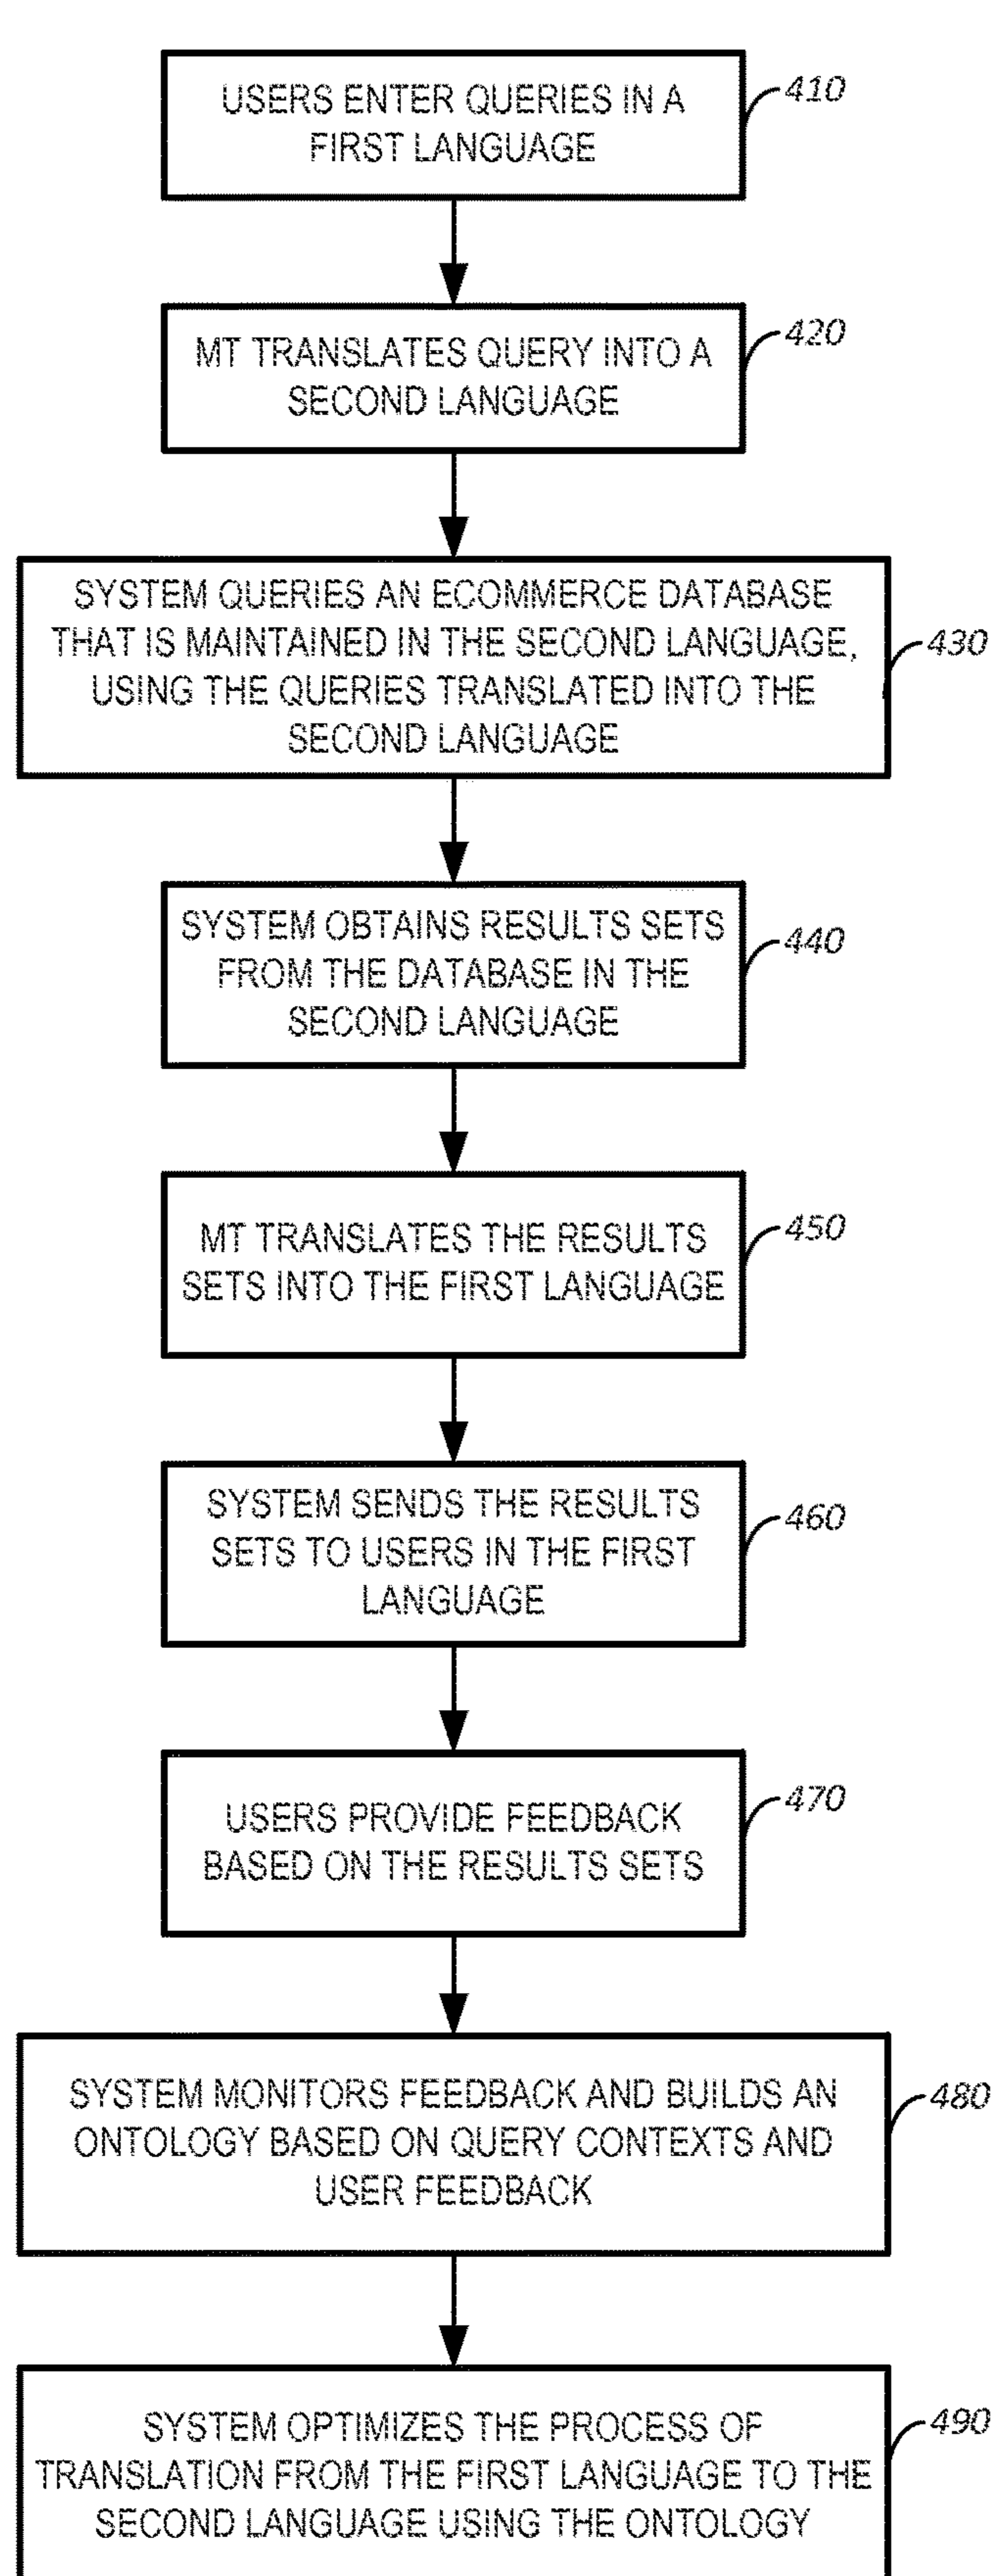 USERS ENTER QUERIES IN A
FIRST LANGUAGE
410
MT TRANSLATES QUERY INTO A
SECOND LANGUAGE
420
SYSTEM QUERIES AN ECOMMERCE DATABASE
THAT IS MAINTAINED IN THE SECOND LANGUAGE,
USING THE QUERIES TRANSLATED INTO THE
SECOND LANGUAGE
430
SYSTEM OBTAINS RESULTS SETS
FROM THE DATABASE IN THE
SECOND LANGUAGE
440
MT TRANSLATES THE RESULTS
SETS INTO THE FIRST LANGUAGE
450
SYSTEM SENDS THE RESULTS
SETS TO USERS IN THE FIRST
LANGUAGE
460
USERS PROVIDE FEEDBACK
BASED ON THE RESULTS SETS
470
SYSTEM MONITORS FEEDBACK AND BUILDS AN
ONTOLOGY BASED ON QUERY CONTEXTS AND
USER FEEDBACK
480
SYSTEM OPTIMIZES THE PROCESS OF
TRANSLATION FROM THE FIRST LANGUAGE TO THE
SECOND LANGUAGE USING THE ONTOLOGY
490